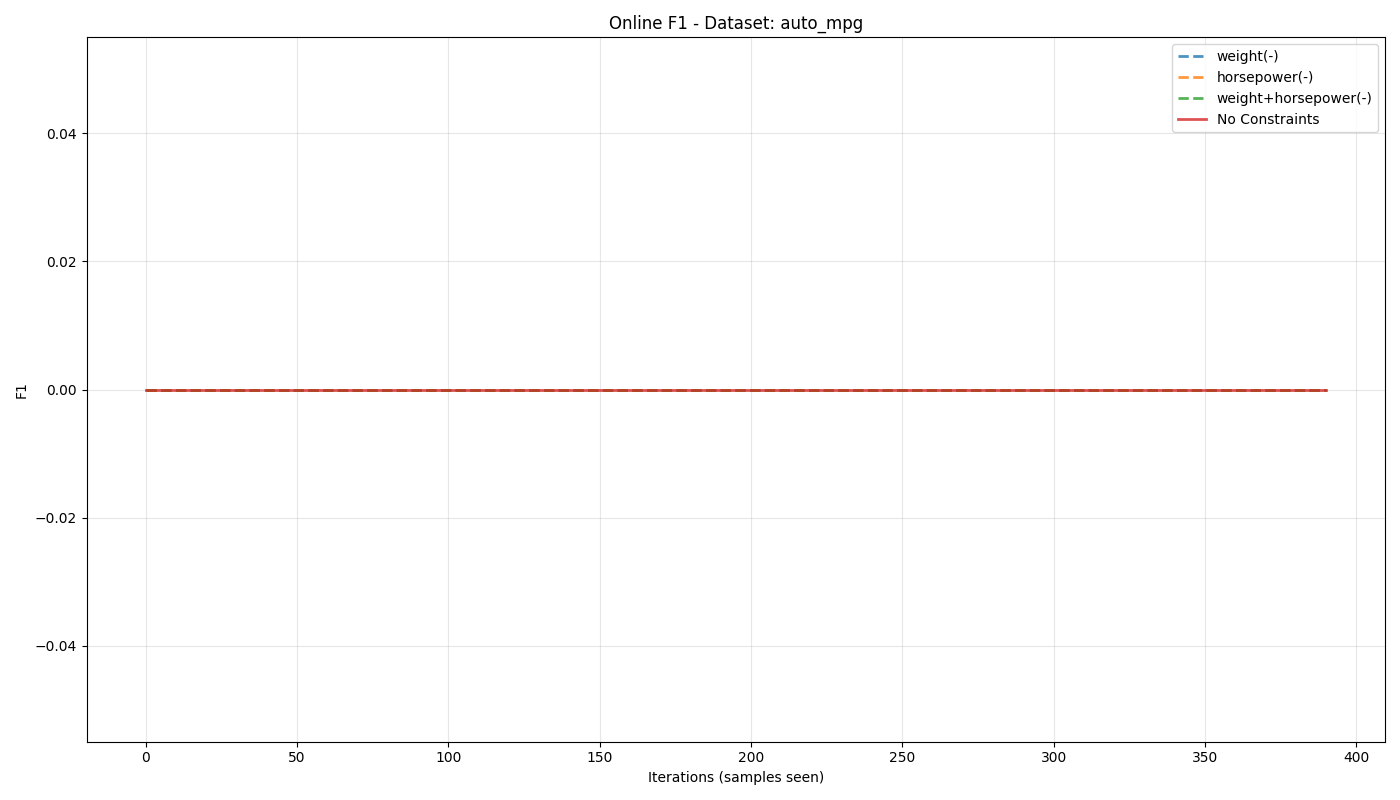 Online F1 - Dataset: auto_mpg
weight(-)
horsepower(-)
weight+horsepower(-)
No Constraints
0.04
0.02
0.00
−0.02
−0.04
F1
0 50 100 150 200 250 300 350 400
Iterations (samples seen)